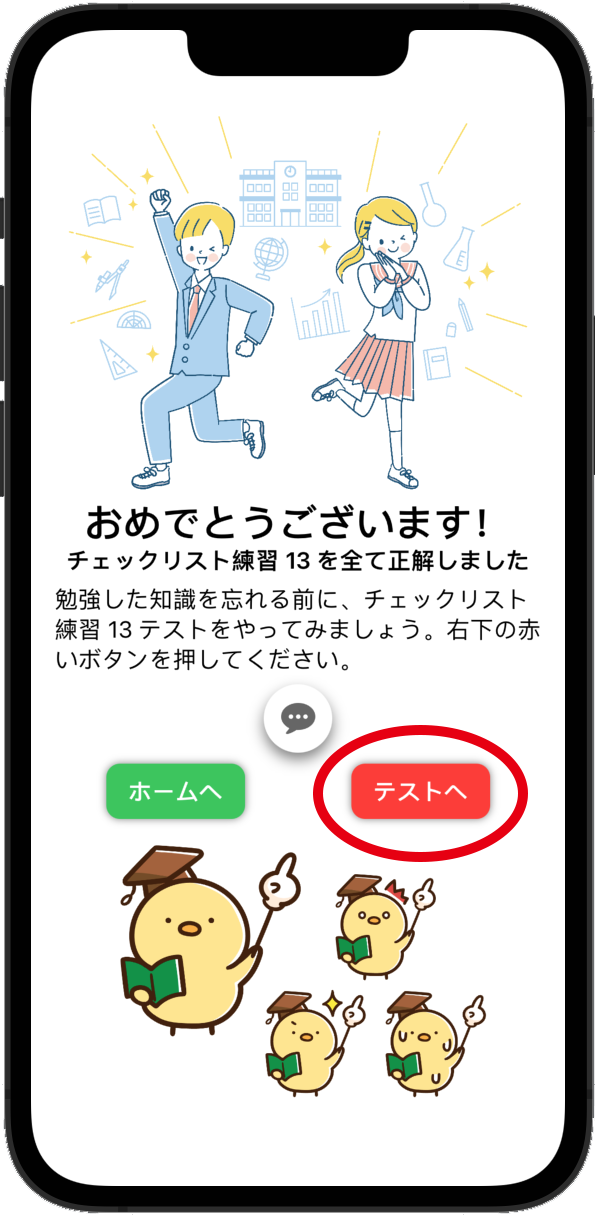 おめでとうございます!
チェックリスト練習 13 を全て正解しました
勉強した知識を忘れる前に、チェックリスト
練習 13 テストをやってみましょう。右下の赤
いボタンを押してください。
ホームへ
テストへ